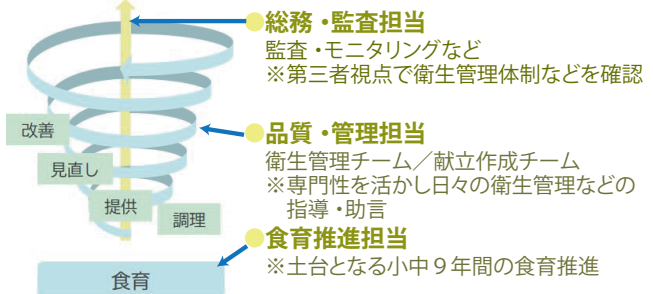 総務・監査担当
監査・モニタリングなど
※第三者視点で衛生管理体制などを確認
改善
見直し
提供
調理
品質・管理担当
衛生管理チーム／献立作成チーム
※専門性を活かし日々の衛生管理などの
指導・助言
食育推進担当
※土台となる小中９年間の食育推進
食育